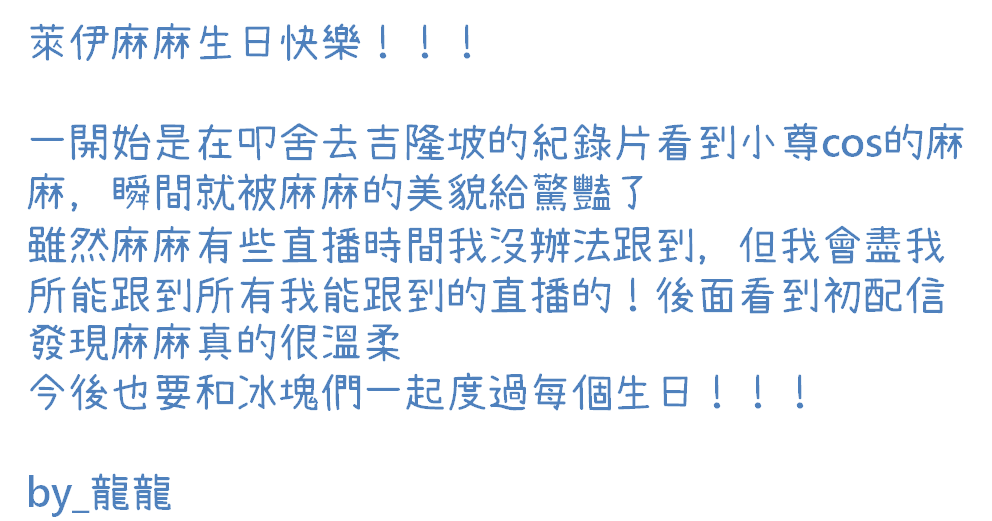 萊伊麻麻生日快樂！！！
一開始是在叩舍去吉隆坡的紀錄片看到小尊cos的麻
麻，瞬間就被麻麻的美貌給驚豔了
雖然麻麻有些直播時間我沒辦法跟到，但我會盡我
所能跟到所有我能跟到的直播的！後面看到初配信
發現麻麻真的很溫柔
今後也要和冰塊們一起度過每個生日！！！
by_龍龍